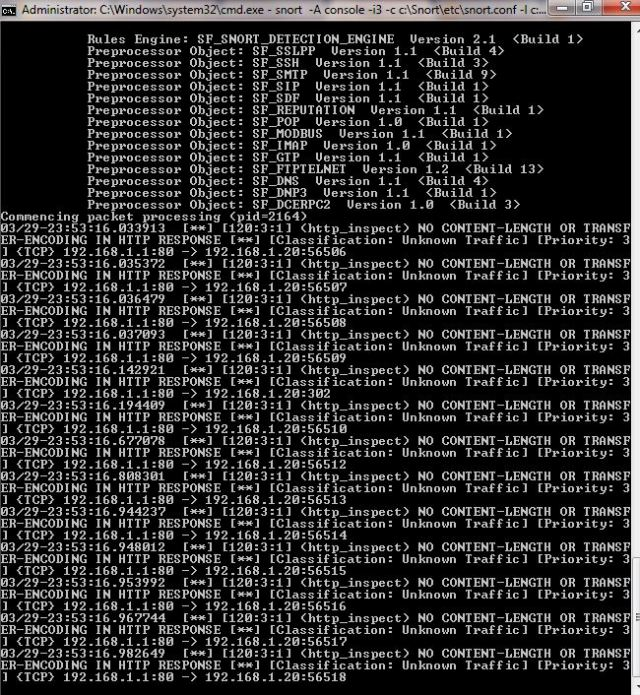 Administrator: C:\Windows\system32\cmd.exe - snort -A console -i3 -c c:\Snort\etc\snort.conf -l c:...
Rules Engine: SF_SNORT_DETECTION_ENGINE Version 2.1 <Build 1>
Preprocessor Object: SF_SSLPP Version 1.1 <Build 4>
Preprocessor Object: SF_SSH Version 1.1 <Build 3>
Preprocessor Object: SF_SMTP Version 1.1 <Build 9>
Preprocessor Object: SF_SIP Version 1.1 <Build 1>
Preprocessor Object: SF_SDF Version 1.1 <Build 1>
Preprocessor Object: SF_REPUTATION Version 1.1 <Build 1>
Preprocessor Object: SF_POP Version 1.0 <Build 1>
Preprocessor Object: SF_MODBUS Version 1.1 <Build 1>
Preprocessor Object: SF_IMAP Version 1.0 <Build 1>
Preprocessor Object: SF_GTP Version 1.1 <Build 1>
Preprocessor Object: SF_FTPTELNET Version 1.2 <Build 13>
Preprocessor Object: SF_DNS Version 1.1 <Build 4>
Preprocessor Object: SF_DNP3 Version 1.1 <Build 1>
Preprocessor Object: SF_DCERPC2 Version 1.0 <Build 3>
Commencing packet processing (pid=2164)
03/29-23:53:16.033913 [**] [120:3:1] (http_inspect) NO CONTENT-LENGTH OR TRANSF
ER-ENCODING IN HTTP RESPONSE [**] [Classification: Unknown Traffic] [Priority: 3
] {TCP} 192.168.1.1:80 -> 192.168.1.20:56506
03/29-23:53:16.035372 [**] [120:3:1] (http_inspect) NO CONTENT-LENGTH OR TRANSF
ER-ENCODING IN HTTP RESPONSE [**] [Classification: Unknown Traffic] [Priority: 3
] {TCP} 192.168.1.1:80 -> 192.168.1.20:56507
03/29-23:53:16.036479 [**] [120:3:1] (http_inspect) NO CONTENT-LENGTH OR TRANSF
ER-ENCODING IN HTTP RESPONSE [**] [Classification: Unknown Traffic] [Priority: 3
] {TCP} 192.168.1.1:80 -> 192.168.1.20:56508
03/29-23:53:16.037093 [**] [120:3:1] (http_inspect) NO CONTENT-LENGTH OR TRANSF
ER-ENCODING IN HTTP RESPONSE [**] [Classification: Unknown Traffic] [Priority: 3
] {TCP} 192.168.1.1:80 -> 192.168.1.20:56509
03/29-23:53:16.142921 [**] [120:3:1] (http_inspect) NO CONTENT-LENGTH OR TRANSF
ER-ENCODING IN HTTP RESPONSE [**] [Classification: Unknown Traffic] [Priority: 3
] {TCP} 192.168.1.1:80 -> 192.168.1.20:302
03/29-23:53:16.194409 [**] [120:3:1] (http_inspect) NO CONTENT-LENGTH OR TRANSF
ER-ENCODING IN HTTP RESPONSE [**] [Classification: Unknown Traffic] [Priority: 3
] {TCP} 192.168.1.1:80 -> 192.168.1.20:56510
03/29-23:53:16.677078 [**] [120:3:1] (http_inspect) NO CONTENT-LENGTH OR TRANSF
ER-ENCODING IN HTTP RESPONSE [**] [Classification: Unknown Traffic] [Priority: 3
] {TCP} 192.168.1.1:80 -> 192.168.1.20:56512
03/29-23:53:16.808301 [**] [120:3:1] (http_inspect) NO CONTENT-LENGTH OR TRANSF
ER-ENCODING IN HTTP RESPONSE [**] [Classification: Unknown Traffic] [Priority: 3
] {TCP} 192.168.1.1:80 -> 192.168.1.20:56513
03/29-23:53:16.944237 [**] [120:3:1] (http_inspect) NO CONTENT-LENGTH OR TRANSF
ER-ENCODING IN HTTP RESPONSE [**] [Classification: Unknown Traffic] [Priority: 3
] {TCP} 192.168.1.1:80 -> 192.168.1.20:56514
03/29-23:53:16.948012 [**] [120:3:1] (http_inspect) NO CONTENT-LENGTH OR TRANSF
ER-ENCODING IN HTTP RESPONSE [**] [Classification: Unknown Traffic] [Priority: 3
] {TCP} 192.168.1.1:80 -> 192.168.1.20:56515
03/29-23:53:16.953992 [**] [120:3:1] (http_inspect) NO CONTENT-LENGTH OR TRANSF
ER-ENCODING IN HTTP RESPONSE [**] [Classification: Unknown Traffic] [Priority: 3
] {TCP} 192.168.1.1:80 -> 192.168.1.20:56516
03/29-23:53:16.967744 [**] [120:3:1] (http_inspect) NO CONTENT-LENGTH OR TRANSF
ER-ENCODING IN HTTP RESPONSE [**] [Classification: Unknown Traffic] [Priority: 3
] {TCP} 192.168.1.1:80 -> 192.168.1.20:56517
03/29-23:53:16.982649 [**] [120:3:1] (http_inspect) NO CONTENT-LENGTH OR TRANSF
ER-ENCODING IN HTTP RESPONSE [**] [Classification: Unknown Traffic] [Priority: 3
] {TCP} 192.168.1.1:80 -> 192.168.1.20:56518